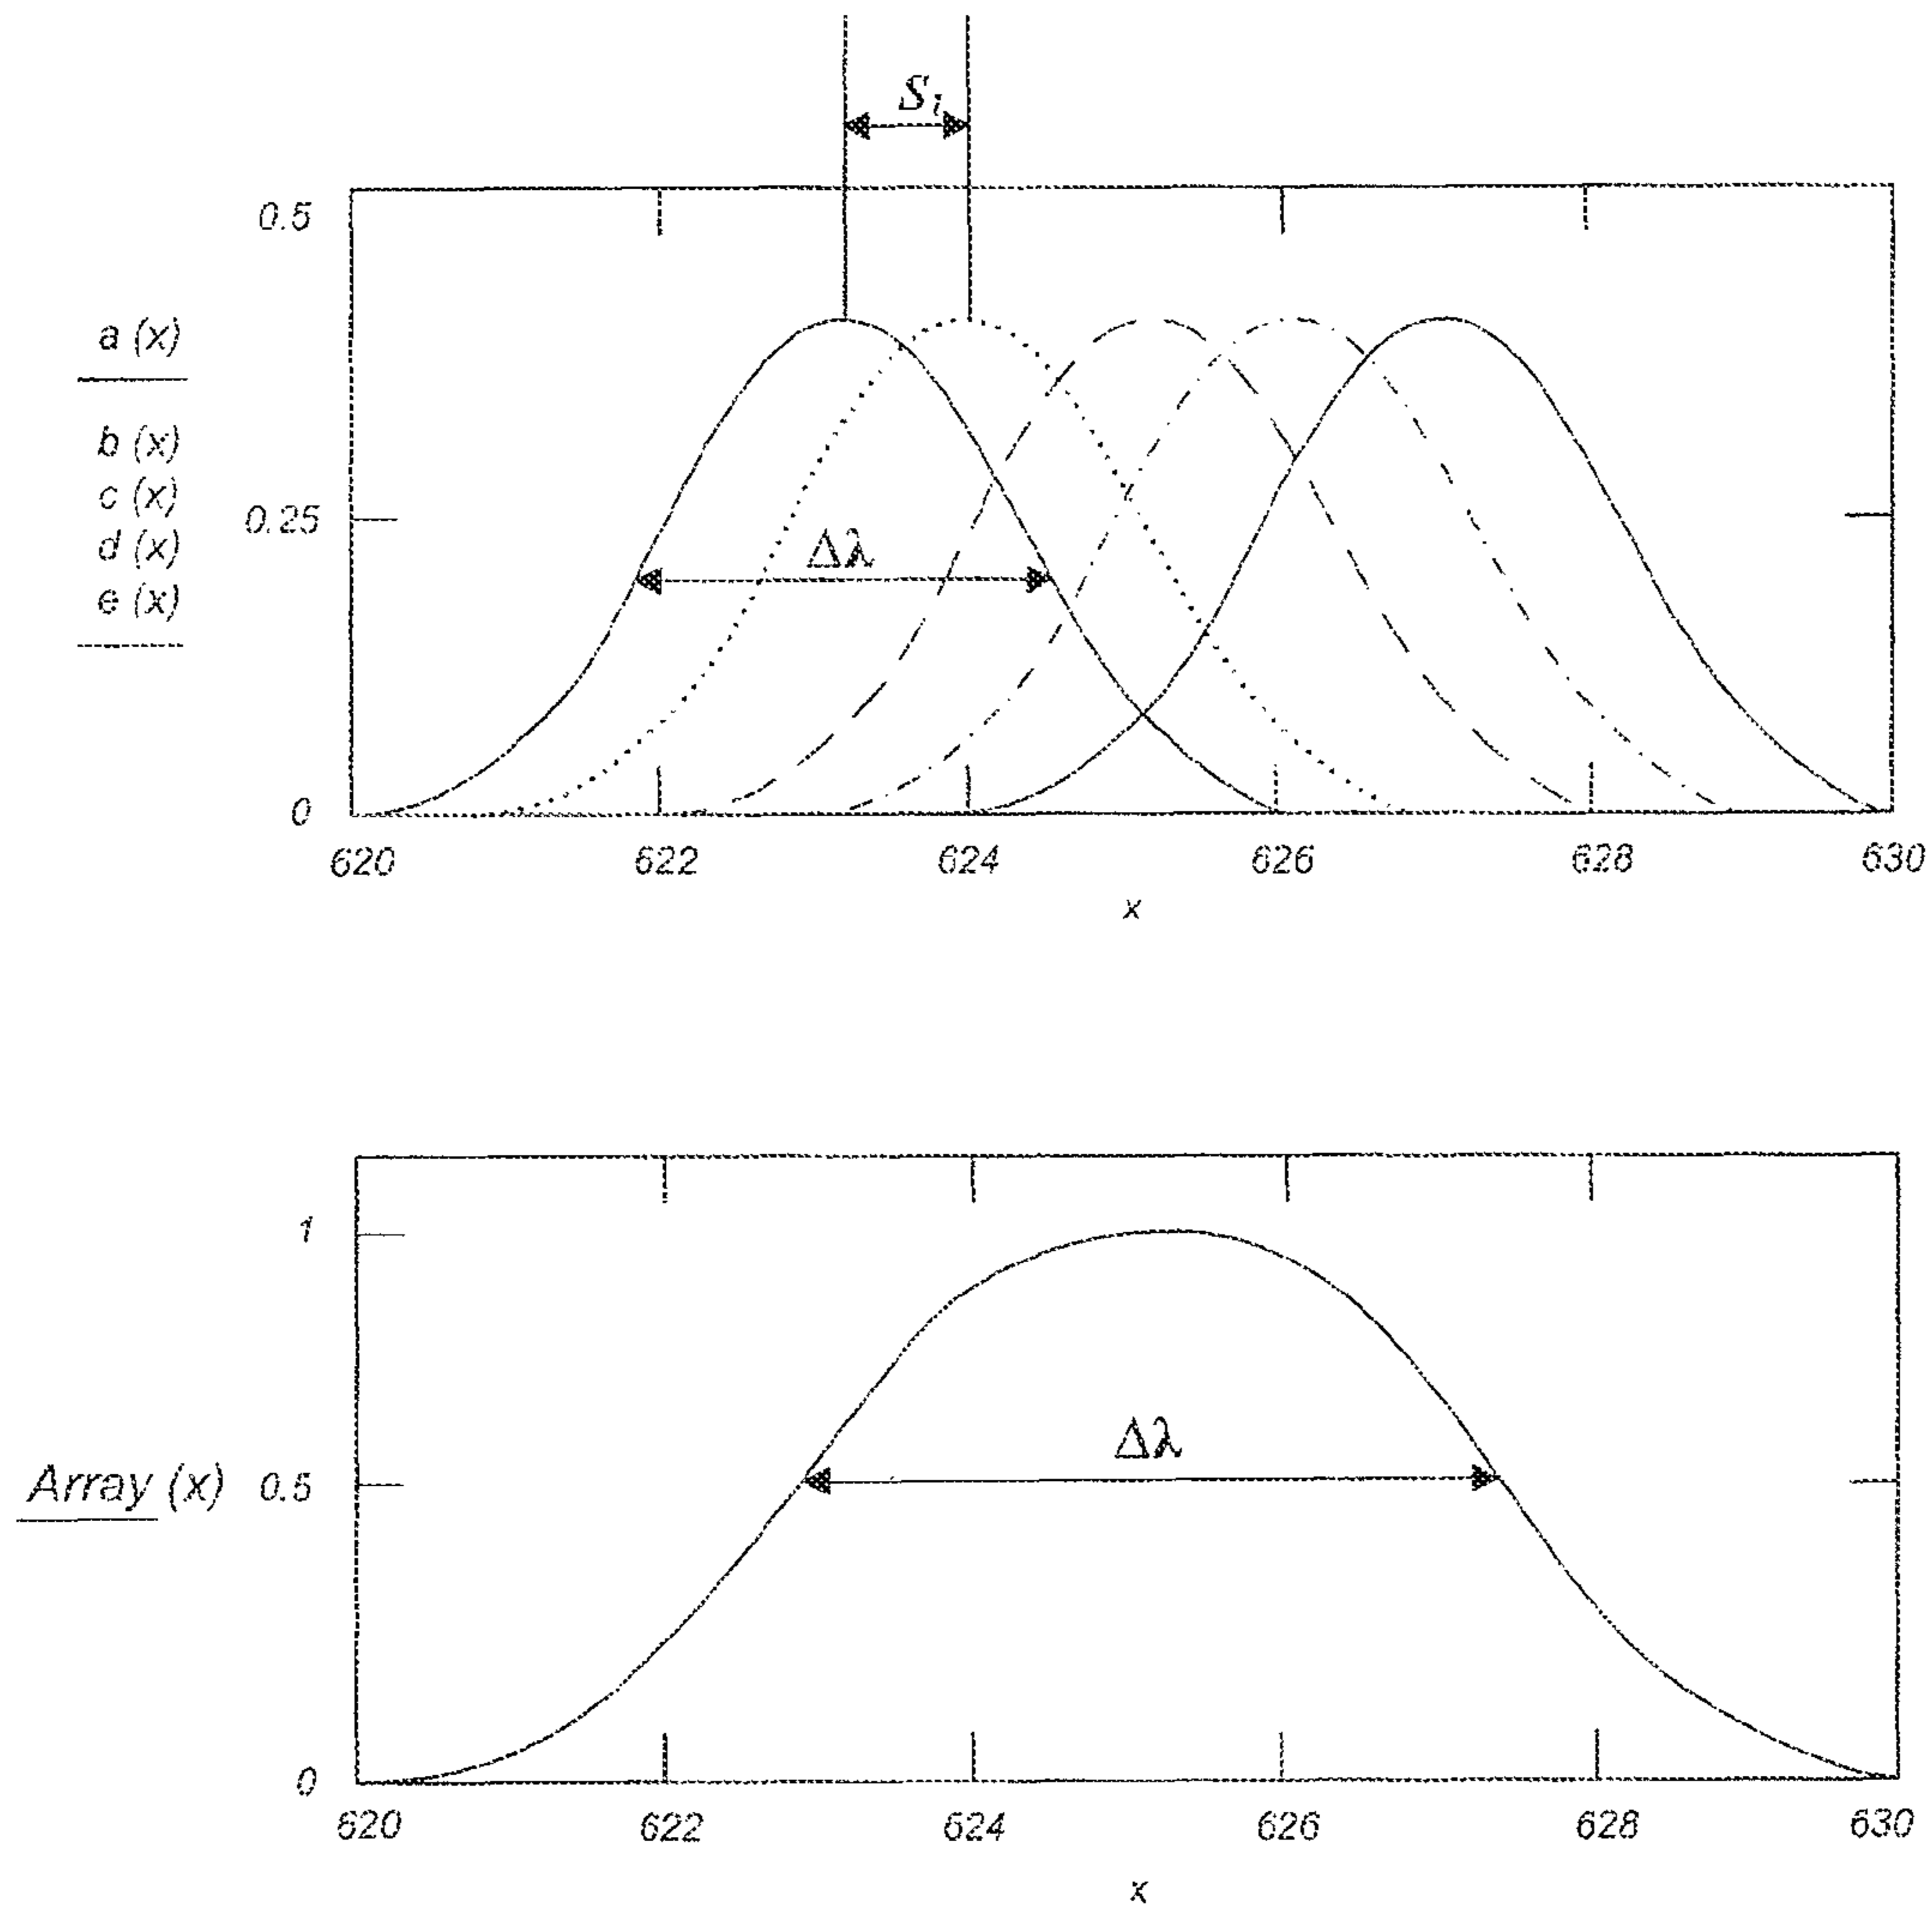 Si
0.5
a (x)
b (x)
c (x)
d (x)
e (x)
0.25
Δλ
0
620 622 624 626 628 630
x
1
Δλ
Array (x) 0.5
0
620 622 624 626 628 630
x